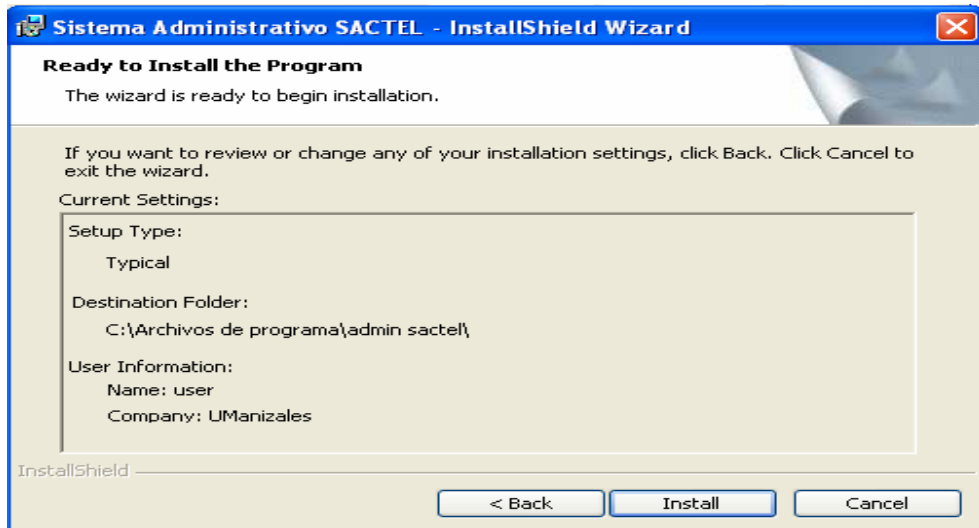 Sistema Administrativo SACTEL - InstallShield Wizard
Ready to Install the Program
The wizard is ready to begin installation.
If you want to review or change any of your installation settings, click Back. Click Cancel to
exit the wizard.
Current Settings:
Setup Type:
Typical
Destination Folder:
C:\Archivos de programa\admin sactel\
User Information:
Name: user
Company: UManizales
InstallShield
< Back
Install
Cancel